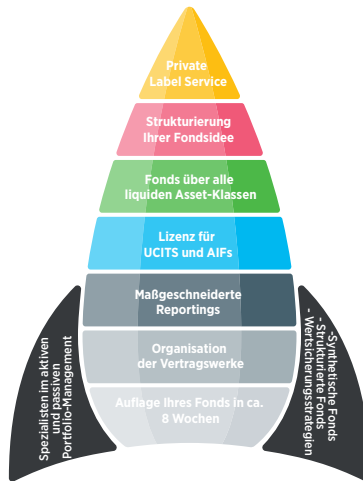 Private
Label Service
Strukturierung
Ihrer Fondsidee
Fonds über alle
liquiden Asset-Klassen
Lizenz für
UCITS und AIFs
Maßgeschneiderte
Reportings
Organisation
der Vertragswerke
Auflage Ihres Fonds in ca.
8 Wochen
Spezialisten im aktiven
und passiven
Portfolio-Management
-Synthetische Fonds
- Strukturierte Fonds
- Wertsicherungsstrategien